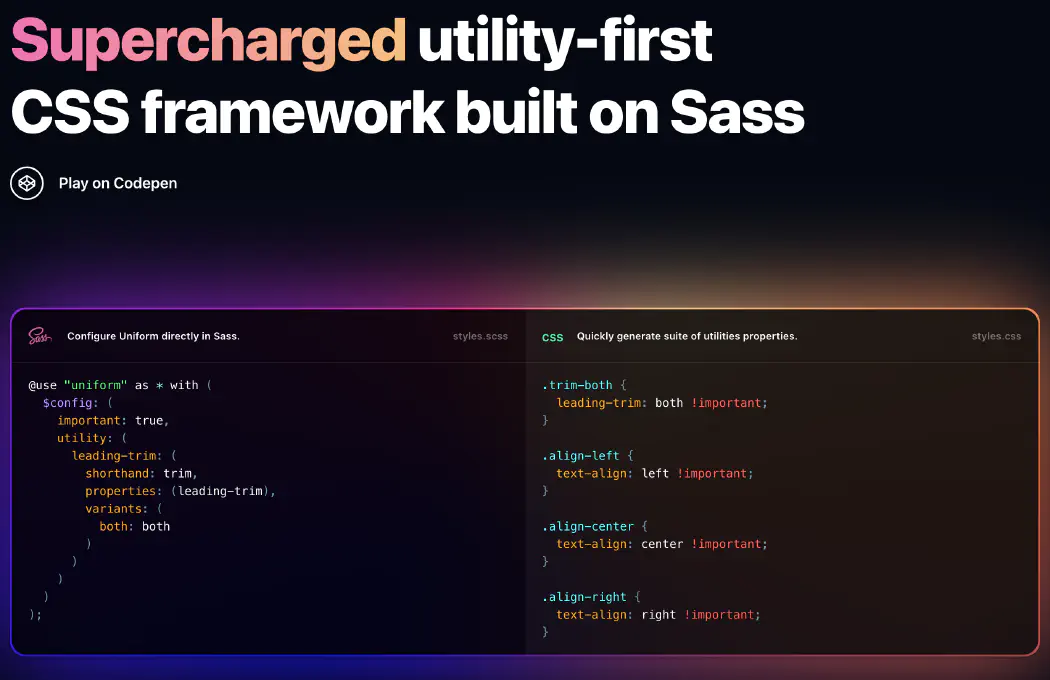 Supercharged utility-first
CSS framework built on Sass
Play on Codepen
Sass Configure Uniform directly in Sass. styles.scss
@use "uniform" as * with (
  $config: (
    important: true,
    utility: (
      leading-trim: (
        shorthand: trim,
        properties: (leading-trim),
        variants: (
          both: both
        )
      )
    )
  )
);
CSS Quickly generate suite of utilities properties. styles.css
.trim-both {
  leading-trim: both !important;
}
.align-left {
  text-align: left !important;
}
.align-center {
  text-align: center !important;
}
.align-right {
  text-align: right !important;
}